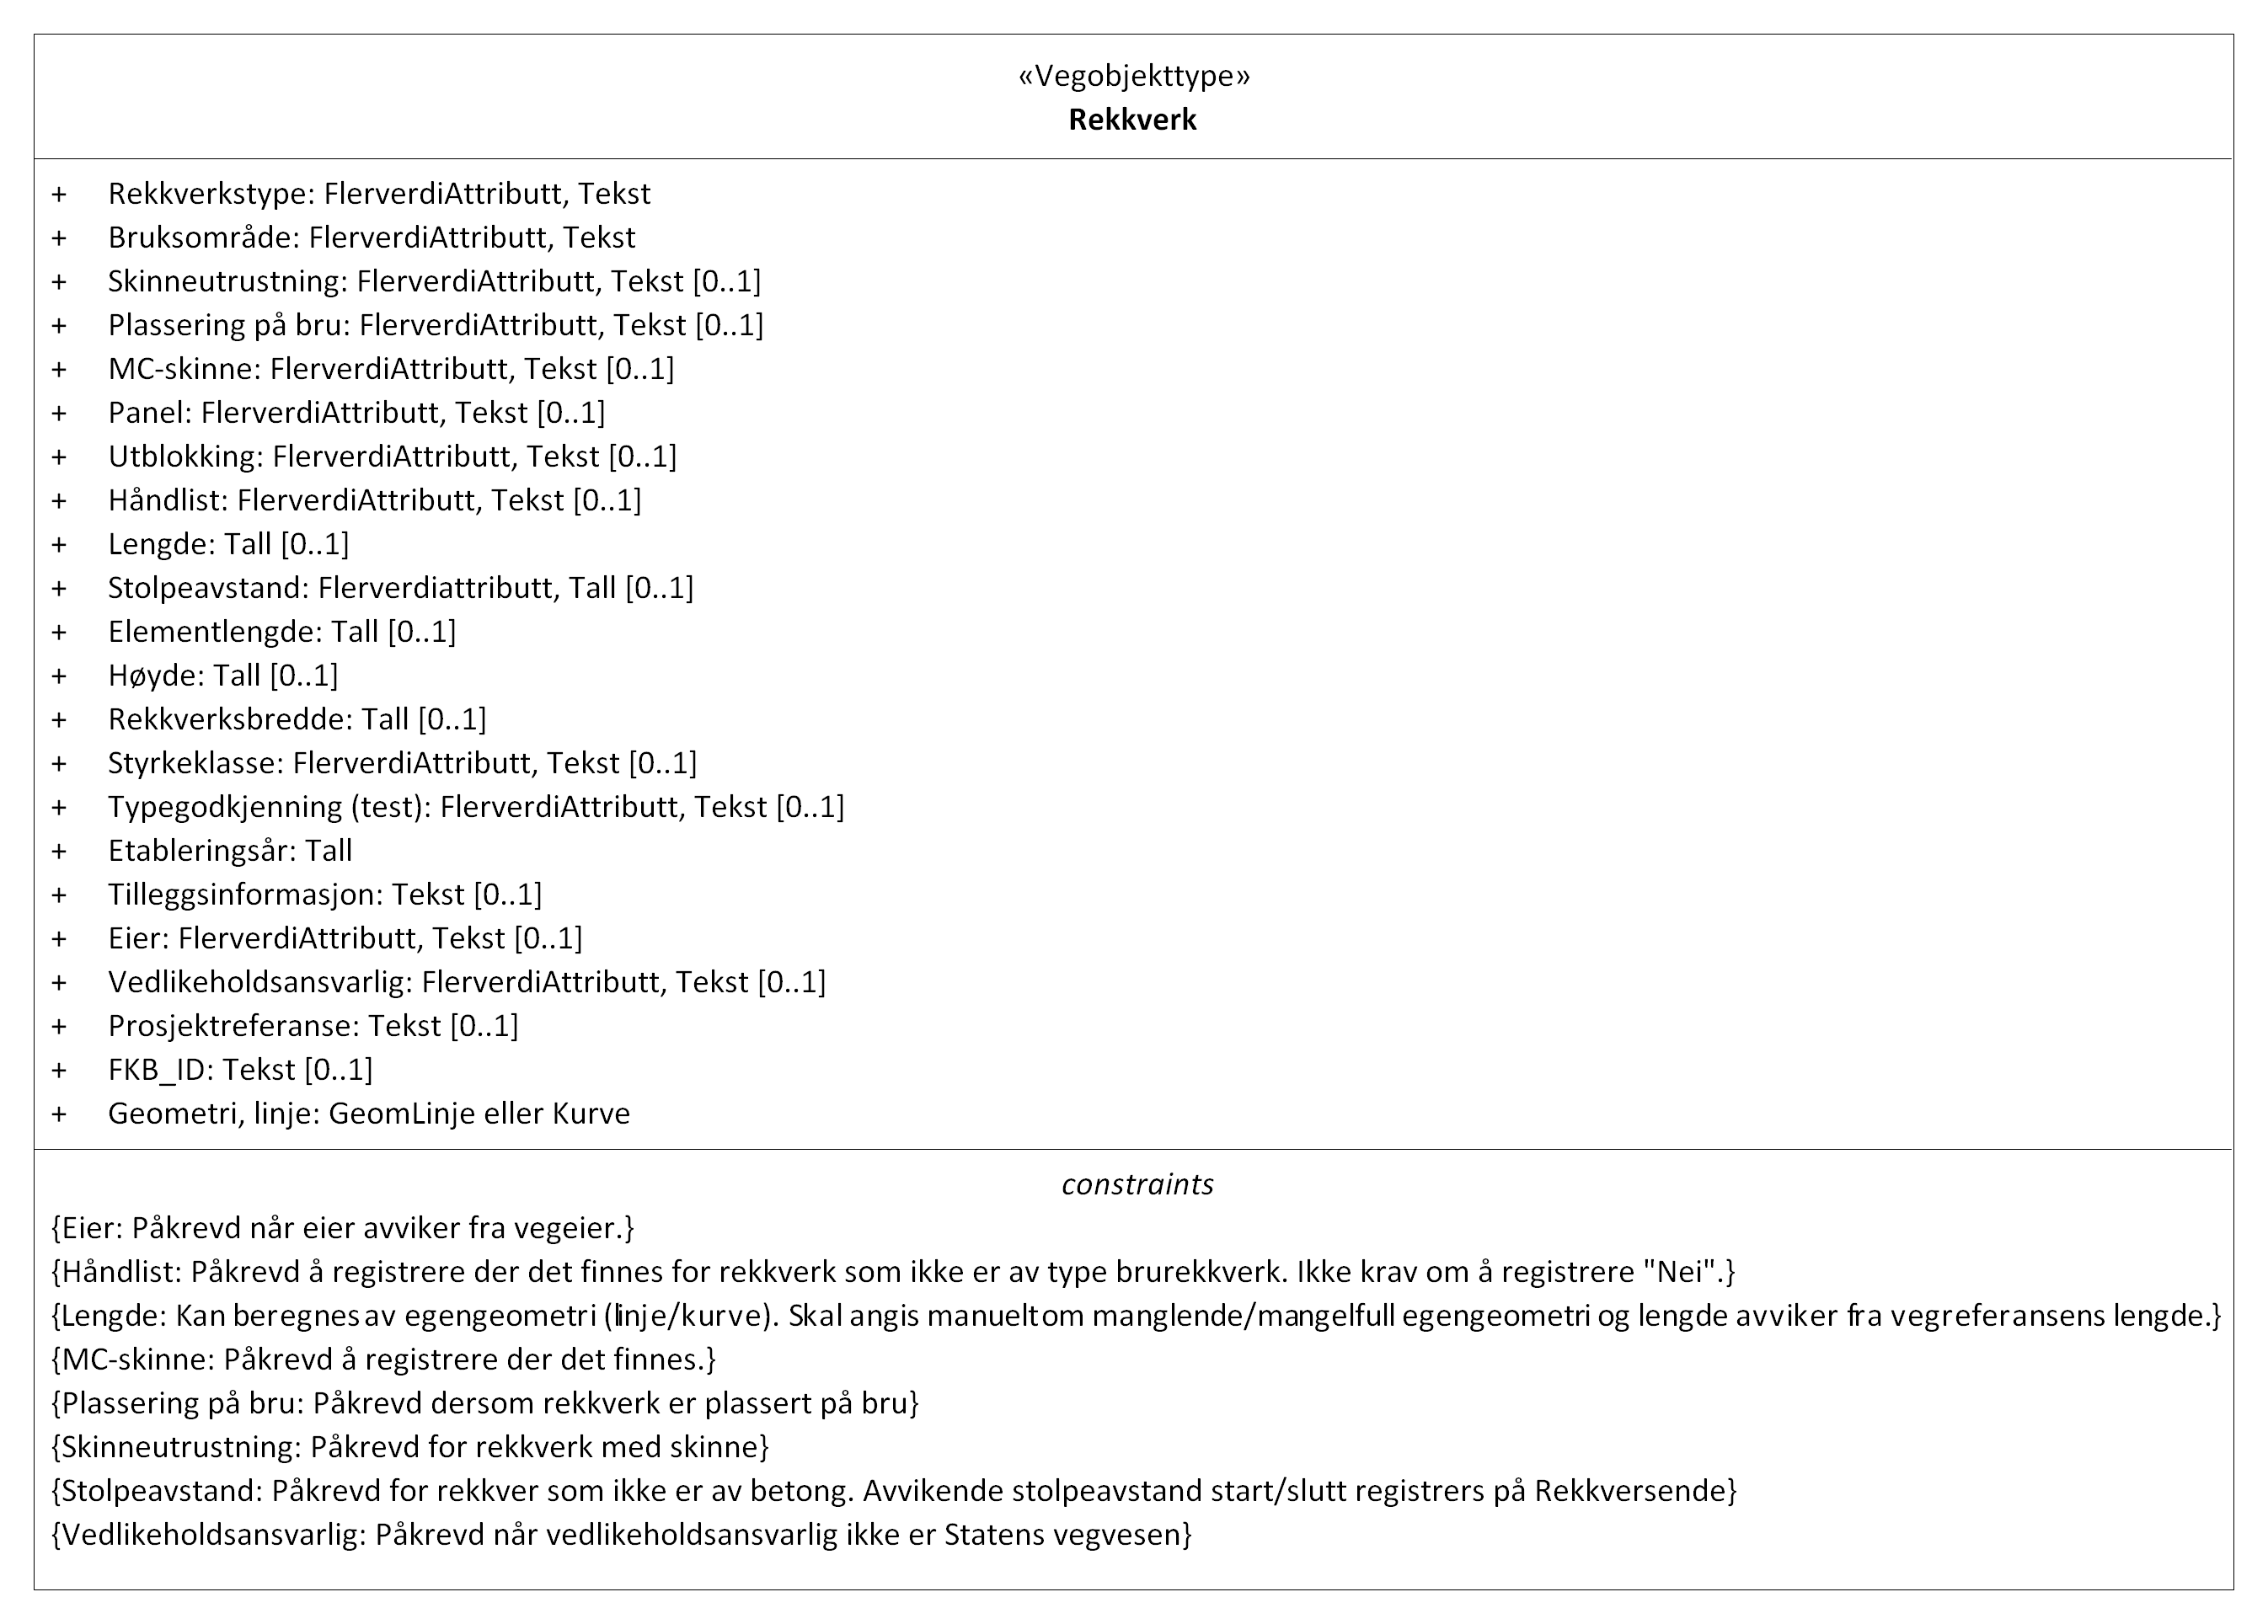 «Vegobjekttype»
Rekkverk
+ Rekkverkstype: FlerverdiAttributt, Tekst
+ Bruksområde: FlerverdiAttributt, Tekst
+ Skinneutrustning: FlerverdiAttributt, Tekst [0..1]
+ Plassering på bru: FlerverdiAttributt, Tekst [0..1]
+ MC-skinne: FlerverdiAttributt, Tekst [0..1]
+ Panel: FlerverdiAttributt, Tekst [0..1]
+ Utblokking: FlerverdiAttributt, Tekst [0..1]
+ Håndlist: FlerverdiAttributt, Tekst [0..1]
+ Lengde: Tall [0..1]
+ Stolpeavstand: Flerverdiattributt, Tall [0..1]
+ Elementlengde: Tall [0..1]
+ Høyde: Tall [0..1]
+ Rekkverksbredde: Tall [0..1]
+ Styrkeklasse: FlerverdiAttributt, Tekst [0..1]
+ Typegodkjenning (test): FlerverdiAttributt, Tekst [0..1]
+ Etableringsår: Tall
+ Tilleggsinformasjon: Tekst [0..1]
+ Eier: FlerverdiAttributt, Tekst [0..1]
+ Vedlikeholdsansvarlig: FlerverdiAttributt, Tekst [0..1]
+ Prosjektreferanse: Tekst [0..1]
+ FKB_ID: Tekst [0..1]
+ Geometri, linje: GeomLinje eller Kurve
constraints
{Eier: Påkrevd når eier avviker fra vegeier.}
{Håndlist: Påkrevd å registrere der det finnes for rekkverk som ikke er av type brurekkverk. Ikke krav om å registrere "Nei".}
{Lengde: Kan beregnes av egengeometri (linje/kurve). Skal angis manuelt om manglende/mangelfull egengeometri og lengde avviker fra vegreferansens lengde.}
{MC-skinne: Påkrevd å registrere der det finnes.}
{Plassering på bru: Påkrevd dersom rekkverk er plassert på bru}
{Skinneutrustning: Påkrevd for rekkverk med skinne}
{Stolpeavstand: Påkrevd for rekkver som ikke er av betong. Avvikende stolpeavstand start/slutt registrers på Rekkversende}
{Vedlikeholdsansvarlig: Påkrevd når vedlikeholdsansvarlig ikke er Statens vegvesen}